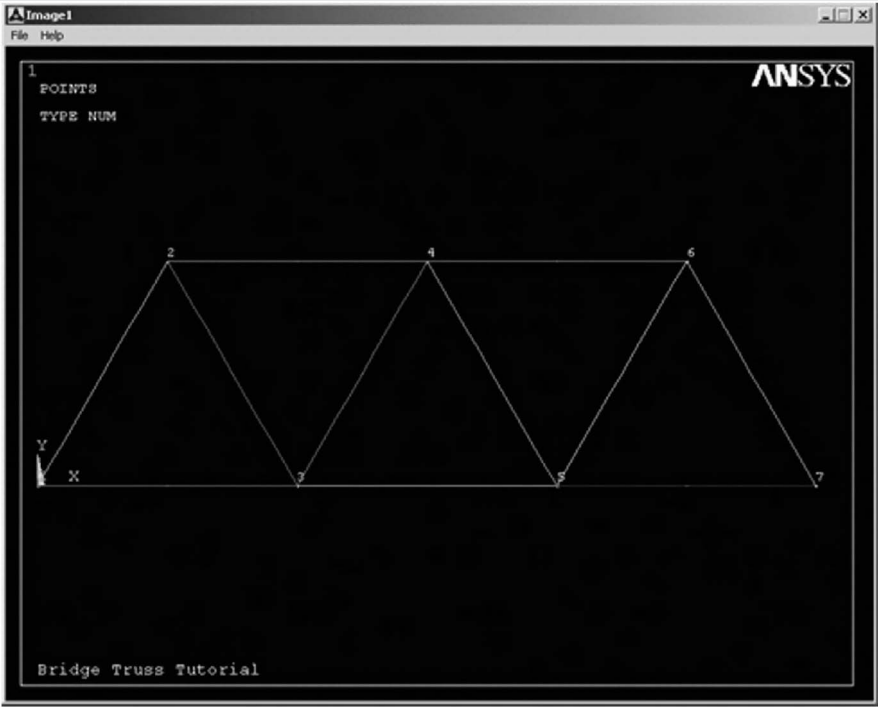 Image1
File Help
1
POINTS
TYPE NUM
ANSYS
2 4 6
Y
X 3 5 7
Bridge Truss Tutorial